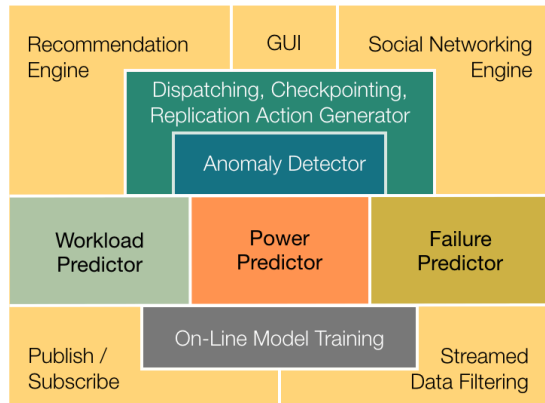 Recommendation
Engine
GUI
Social Networking
Engine
Dispatching, Checkpointing,
Replication Action Generator
Anomaly Detector
Workload
Predictor
Power
Predictor
Failure
Predictor
On-Line Model Training
Publish /
Subscribe
Streamed
Data Filtering